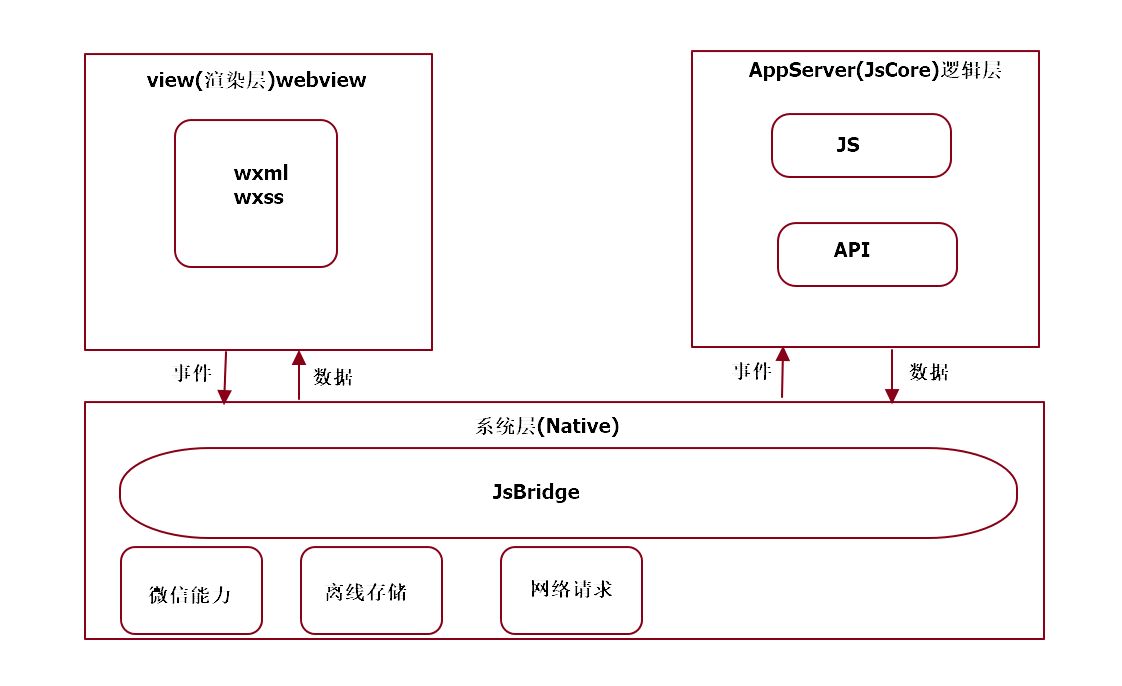 view(渲染层)webview
wxml
wxss
AppServer(JsCore)逻辑层
JS
API
事件
数据
事件
数据
系统层(Native)
JsBridge
微信能力
离线存储
网络请求